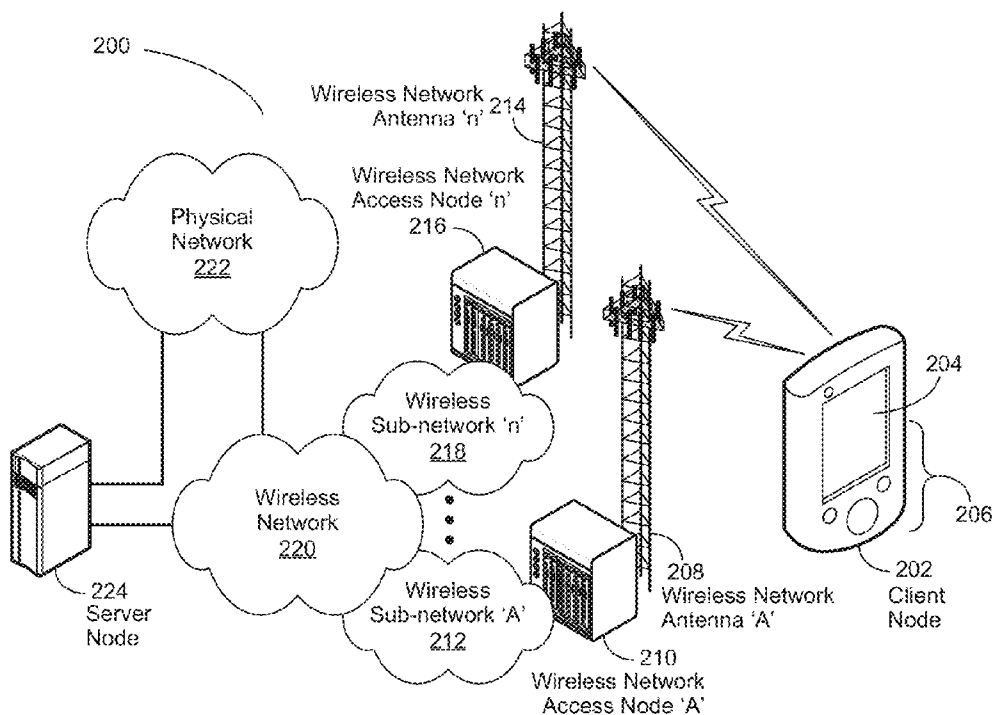 200
Wireless Network
Antenna ‘n’
214
Wireless Network
Access Node ‘n’
216
Physical
Network
222
204
Wireless
Sub-network ‘n’
218
206
Wireless
Network
220
208
Wireless Network
Antenna ‘A’
202
Client
Node
224
Server
Node
Wireless
Sub-network ‘A’
212
210
Wireless Network
Access Node ‘A’